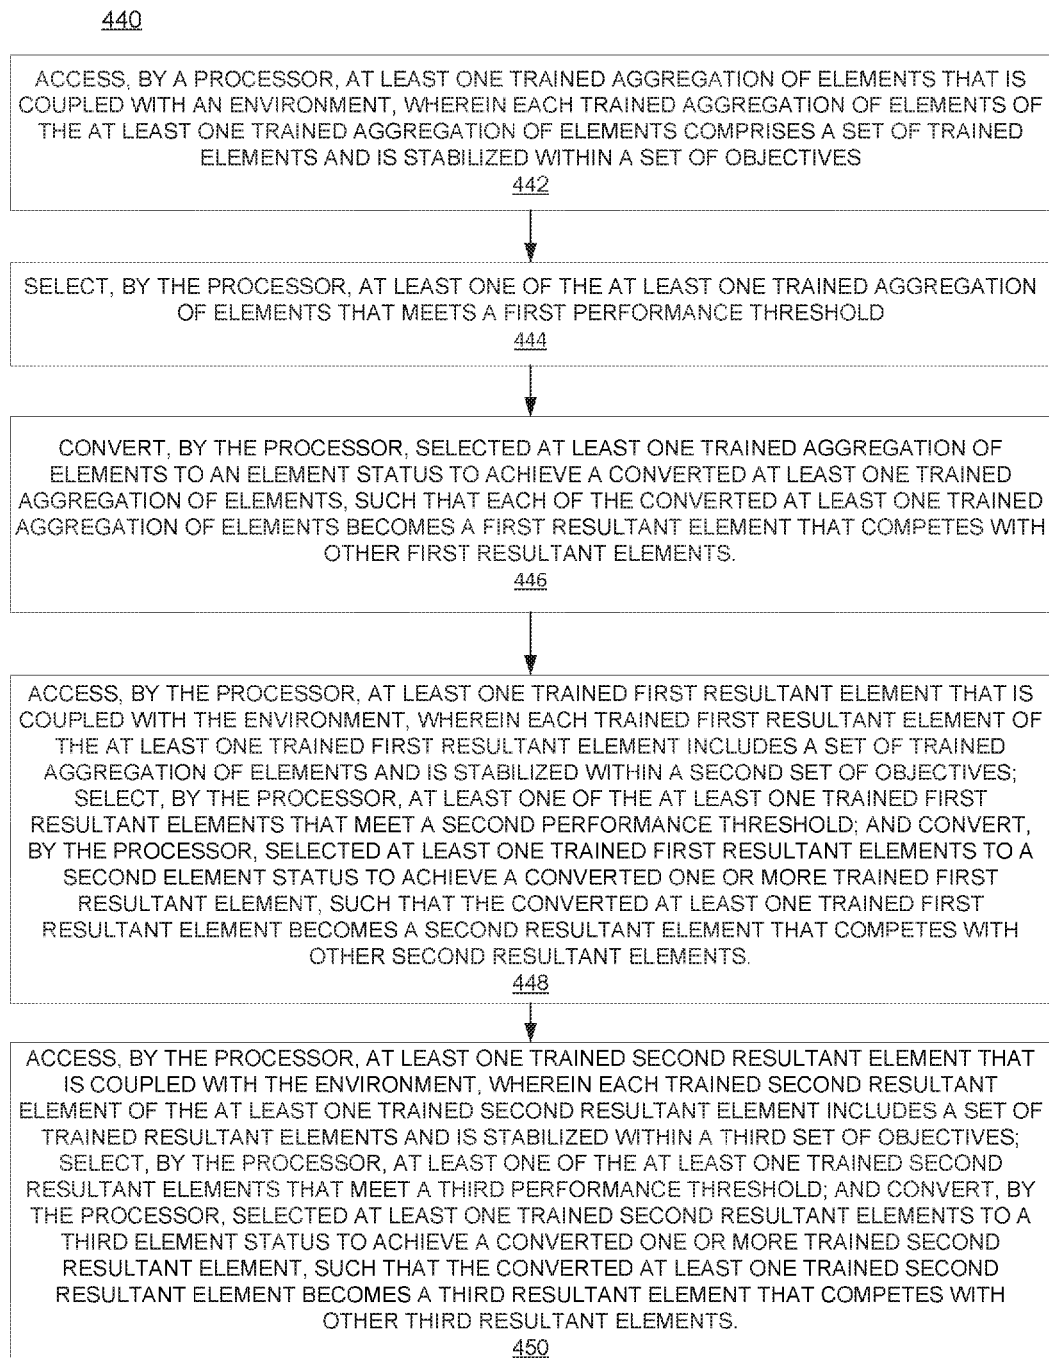 440
ACCESS, BY A PROCESSOR, AT LEAST ONE TRAINED AGGREGATION OF ELEMENTS THAT IS
COUPLED WITH AN ENVIRONMENT, WHEREIN EACH TRAINED AGGREGATION OF ELEMENTS OF
THE AT LEAST ONE TRAINED AGGREGATION OF ELEMENTS COMPRISES A SET OF TRAINED
ELEMENTS AND IS STABILIZED WITHIN A SET OF OBJECTIVES
442
SELECT, BY THE PROCESSOR, AT LEAST ONE OF THE AT LEAST ONE TRAINED AGGREGATION
OF ELEMENTS THAT MEETS A FIRST PERFORMANCE THRESHOLD
444
CONVERT, BY THE PROCESSOR, SELECTED AT LEAST ONE TRAINED AGGREGATION OF
ELEMENTS TO AN ELEMENT STATUS TO ACHIEVE A CONVERTED AT LEAST ONE TRAINED
AGGREGATION OF ELEMENTS, SUCH THAT EACH OF THE CONVERTED AT LEAST ONE TRAINED
AGGREGATION OF ELEMENTS BECOMES A FIRST RESULTANT ELEMENT THAT COMPETES WITH
OTHER FIRST RESULTANT ELEMENTS.
446
ACCESS, BY THE PROCESSOR, AT LEAST ONE TRAINED FIRST RESULTANT ELEMENT THAT IS
COUPLED WITH THE ENVIRONMENT, WHEREIN EACH TRAINED FIRST RESULTANT ELEMENT OF
THE AT LEAST ONE TRAINED FIRST RESULTANT ELEMENT INCLUDES A SET OF TRAINED
AGGREGATION OF ELEMENTS AND IS STABILIZED WITHIN A SECOND SET OF OBJECTIVES;
SELECT, BY THE PROCESSOR, AT LEAST ONE OF THE AT LEAST ONE TRAINED FIRST
RESULTANT ELEMENTS THAT MEET A SECOND PERFORMANCE THRESHOLD; AND CONVERT,
BY THE PROCESSOR, SELECTED AT LEAST ONE TRAINED FIRST RESULTANT ELEMENTS TO A
SECOND ELEMENT STATUS TO ACHIEVE A CONVERTED ONE OR MORE TRAINED FIRST
RESULTANT ELEMENT, SUCH THAT THE CONVERTED AT LEAST ONE TRAINED FIRST
RESULTANT ELEMENT BECOMES A SECOND RESULTANT ELEMENT THAT COMPETES WITH
OTHER SECOND RESULTANT ELEMENTS.
448
ACCESS, BY THE PROCESSOR, AT LEAST ONE TRAINED SECOND RESULTANT ELEMENT THAT
IS COUPLED WITH THE ENVIRONMENT, WHEREIN EACH TRAINED SECOND RESULTANT
ELEMENT OF THE AT LEAST ONE TRAINED SECOND RESULTANT ELEMENT INCLUDES A SET OF
TRAINED RESULTANT ELEMENTS AND IS STABILIZED WITHIN A THIRD SET OF OBJECTIVES;
SELECT, BY THE PROCESSOR, AT LEAST ONE OF THE AT LEAST ONE TRAINED SECOND
RESULTANT ELEMENTS THAT MEET A THIRD PERFORMANCE THRESHOLD; AND CONVERT, BY
THE PROCESSOR, SELECTED AT LEAST ONE TRAINED SECOND RESULTANT ELEMENTS TO A
THIRD ELEMENT STATUS TO ACHIEVE A CONVERTED ONE OR MORE TRAINED SECOND
RESULTANT ELEMENT, SUCH THAT THE CONVERTED AT LEAST ONE TRAINED SECOND
RESULTANT ELEMENT BECOMES A THIRD RESULTANT ELEMENT THAT COMPETES WITH
OTHER THIRD RESULTANT ELEMENTS.
450